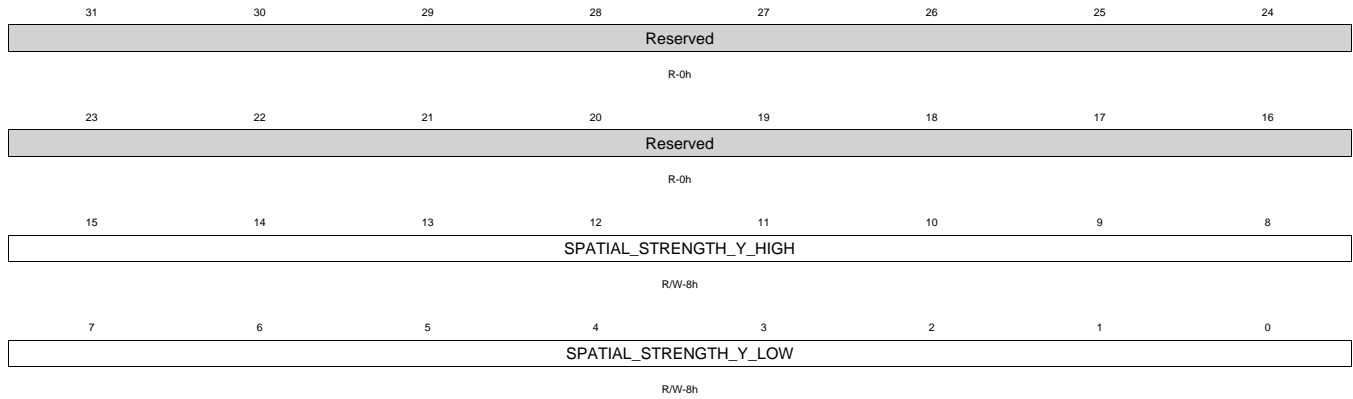 31 30 29 28 27 26 25 24
Reserved
R-0h
23 22 21 20 19 18 17 16
Reserved
R-0h
15 14 13 12 11 10 9 8
SPATIAL_STRENGTH_Y_HIGH
R/W-8h
7 6 5 4 3 2 1 0
SPATIAL_STRENGTH_Y_LOW
R/W-8h